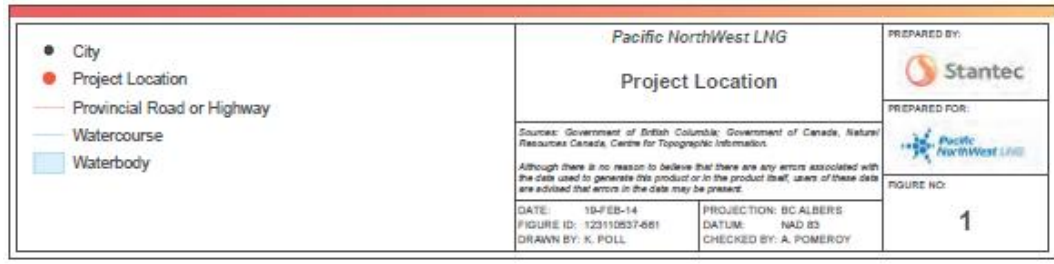 City
Project Location
Provincial Road or Highway
Watercourse
Waterbody
Pacific NorthWest LNG
Project Location
Sources: Government of British Columbia; Government of Canada, Natural
Resources Canada, Centre for Topographic Information.
Although there is no reason to believe that there are any errors associated with
the data used to generate this product or in the product itself, users of these data
are advised that errors in the data may be present.
DATE: 19-FEB-14
FIGURE ID: 123110537-561
DRAWN BY: K. POLL
PROJECTION: BC ALBERS
DATUM: NAD 83
CHECKED BY: A. POMEROY
PREPARED BY:
Stantec
PREPARED FOR:
Pacific
NorthWest LNG
FIGURE NO:
1